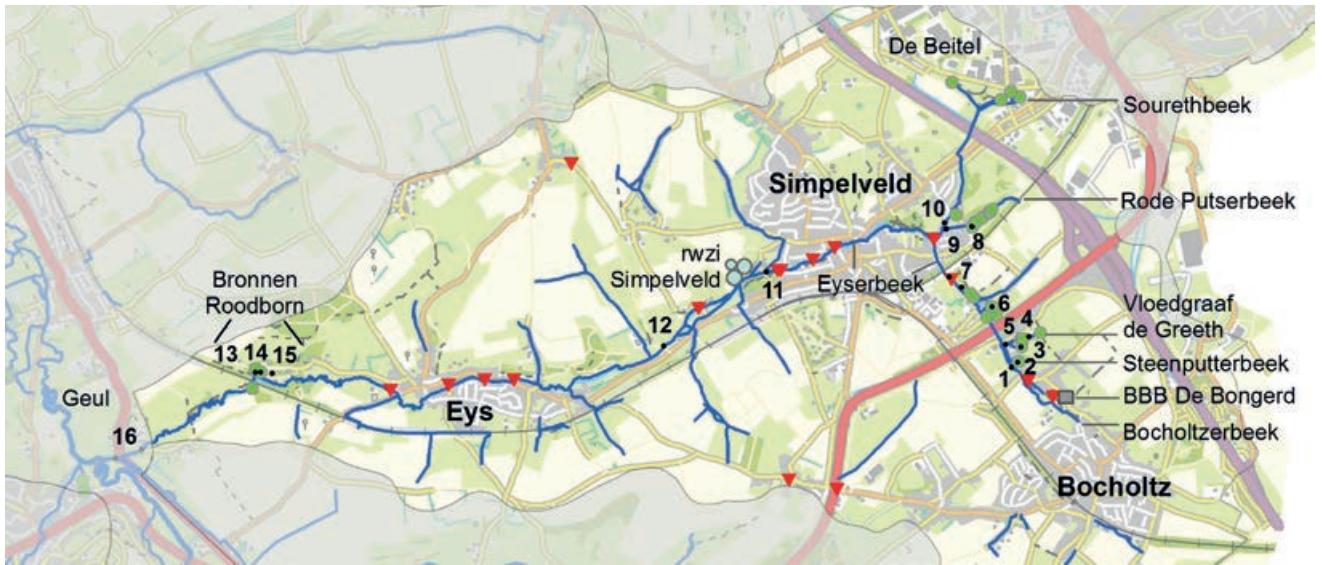 De Beitel
Sourethbeek
Simpelveld
Rode Putserbeek
10
9
8
rwzi
Simpelveld
11
Eyserbeek
7
Bronnen
Roodborn
12
6
Vloedgraaf
de Greeth
5
4
3
Steenputterbeek
13
14
15
1
2
Geul
Eys
BBB De Bongerd
16
Bocholtzerbeek
Bocholtz